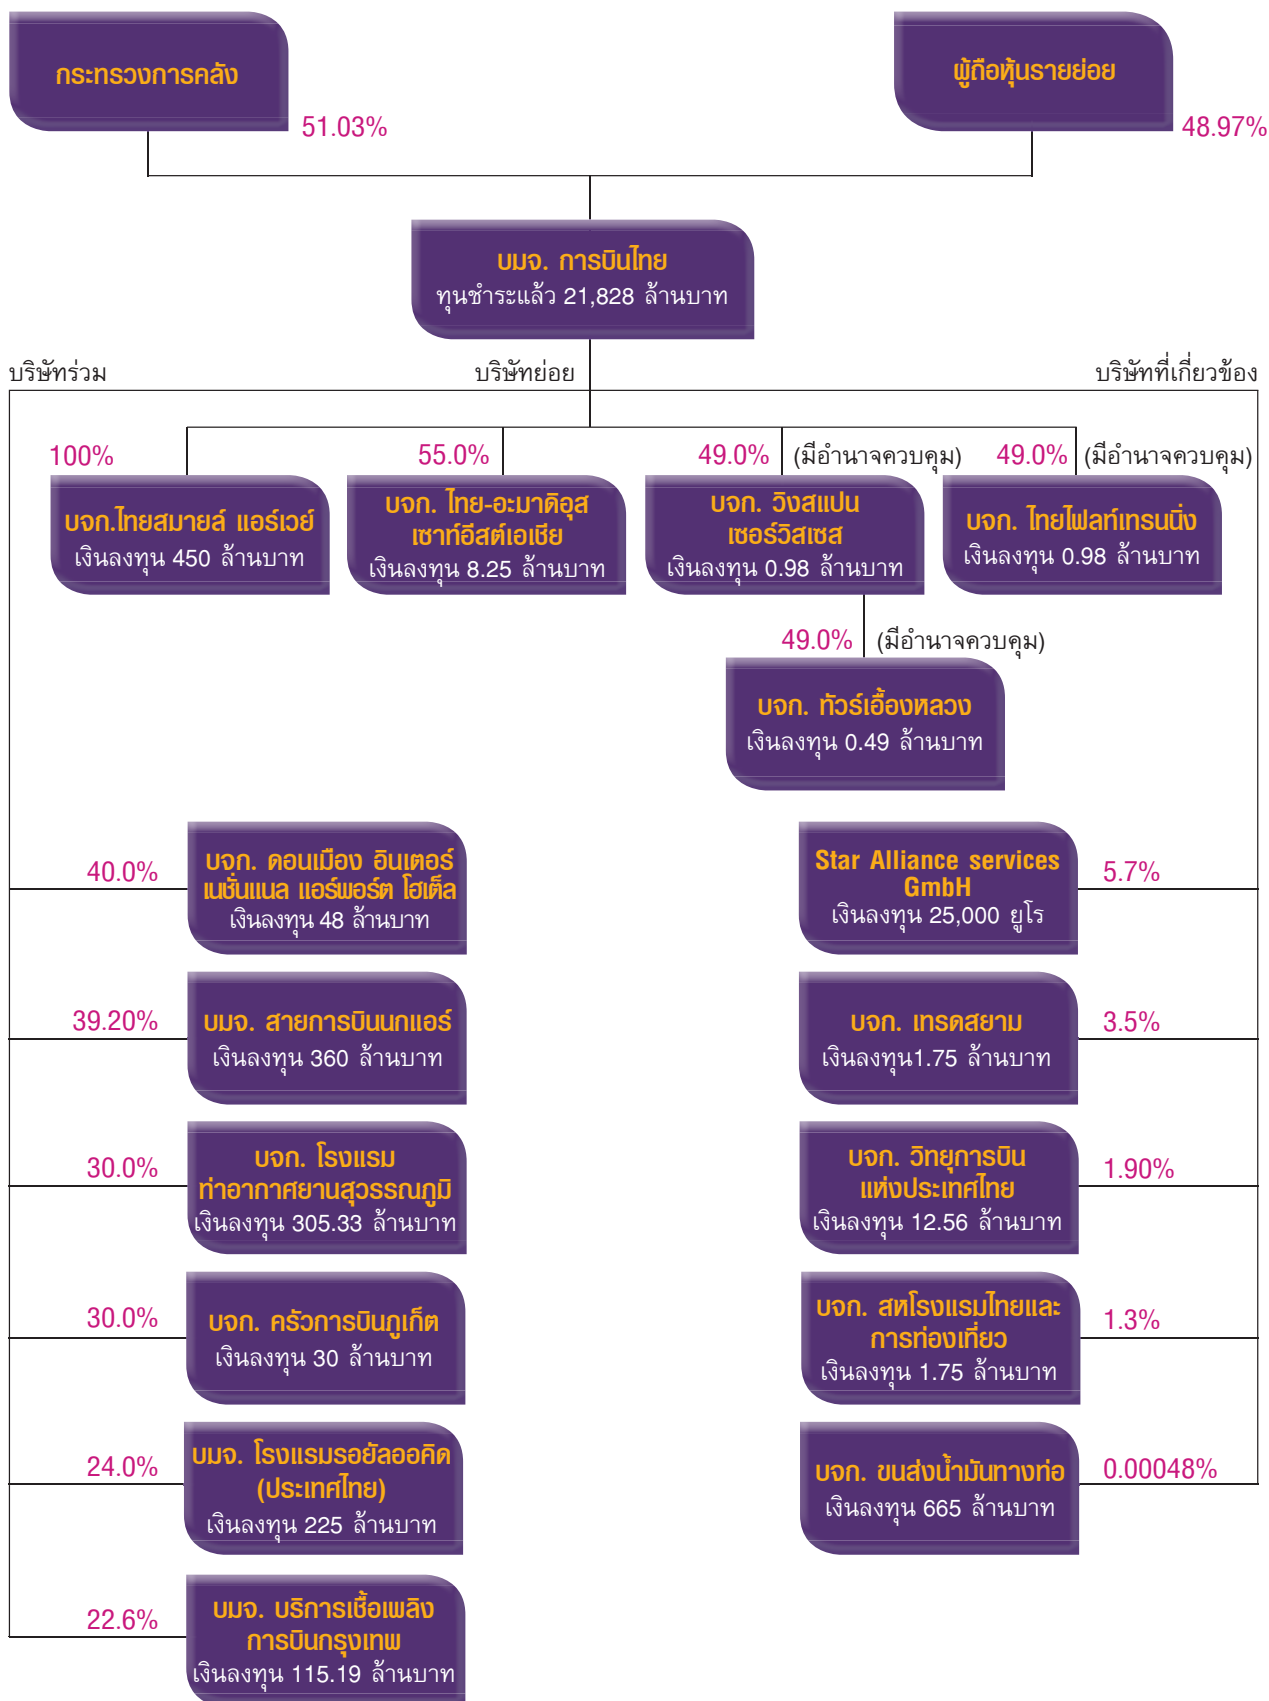 กระทรวงการคลัง
51.03%
ผู้ถือหุ้นรายย่อย
48.97%
บมจ. การบินไทย
ทุนชำระแล้ว 21,828 ล้านบาท
บริษัทร่วม
บริษัทย่อย
บริษัทที่เกี่ยวข้อง
100%
บจก.ไทยสมายล์ แอร์เวย์
เงินลงทุน 450 ล้านบาท
55.0%
บจก. ไทย-อะมาดิอุส
เซาท์อีสต์เอเชีย
เงินลงทุน 8.25 ล้านบาท
49.0% (มีอำนาจควบคุม)
บจก. วิงสแปน
เซอร์วิสเซส
เงินลงทุน 0.98 ล้านบาท
49.0% (มีอำนาจควบคุม)
บจก. ไทยไฟลท์เทรนนิ่ง
เงินลงทุน 0.98 ล้านบาท
49.0% (มีอำนาจควบคุม)
บจก. ทัวร์เอื้องหลวง
เงินลงทุน 0.49 ล้านบาท
40.0%
บจก. ดอนเมือง อินเตอร์
เนชั่นแนล แอร์พอร์ต โฮเต็ล
เงินลงทุน 48 ล้านบาท
39.20%
บมจ. สายการบินนกแอร์
เงินลงทุน 360 ล้านบาท
30.0%
บจก. โรงแรม
ท่าอากาศยานสุวรรณภูมิ
เงินลงทุน 305.33 ล้านบาท
30.0%
บจก. ครัวการบินภูเก็ต
เงินลงทุน 30 ล้านบาท
24.0%
บมจ. โรงแรมรอยัลออคิด
(ประเทศไทย)
เงินลงทุน 225 ล้านบาท
22.6%
บมจ. บริการเชื้อเพลิง
การบินกรุงเทพ
เงินลงทุน 115.19 ล้านบาท
Star Alliance services
GmbH
เงินลงทุน 25,000 ยูโร
5.7%
บจก. เทรดสยาม
เงินลงทุน1.75 ล้านบาท
3.5%
บจก. วิทยุการบิน
แห่งประเทศไทย
เงินลงทุน 12.56 ล้านบาท
1.90%
บจก. สหโรงแรมไทยและ
การท่องเที่ยว
เงินลงทุน 1.75 ล้านบาท
1.3%
บจก. ขนส่งน้ำมันทางท่อ
เงินลงทุน 665 ล้านบาท
0.00048%